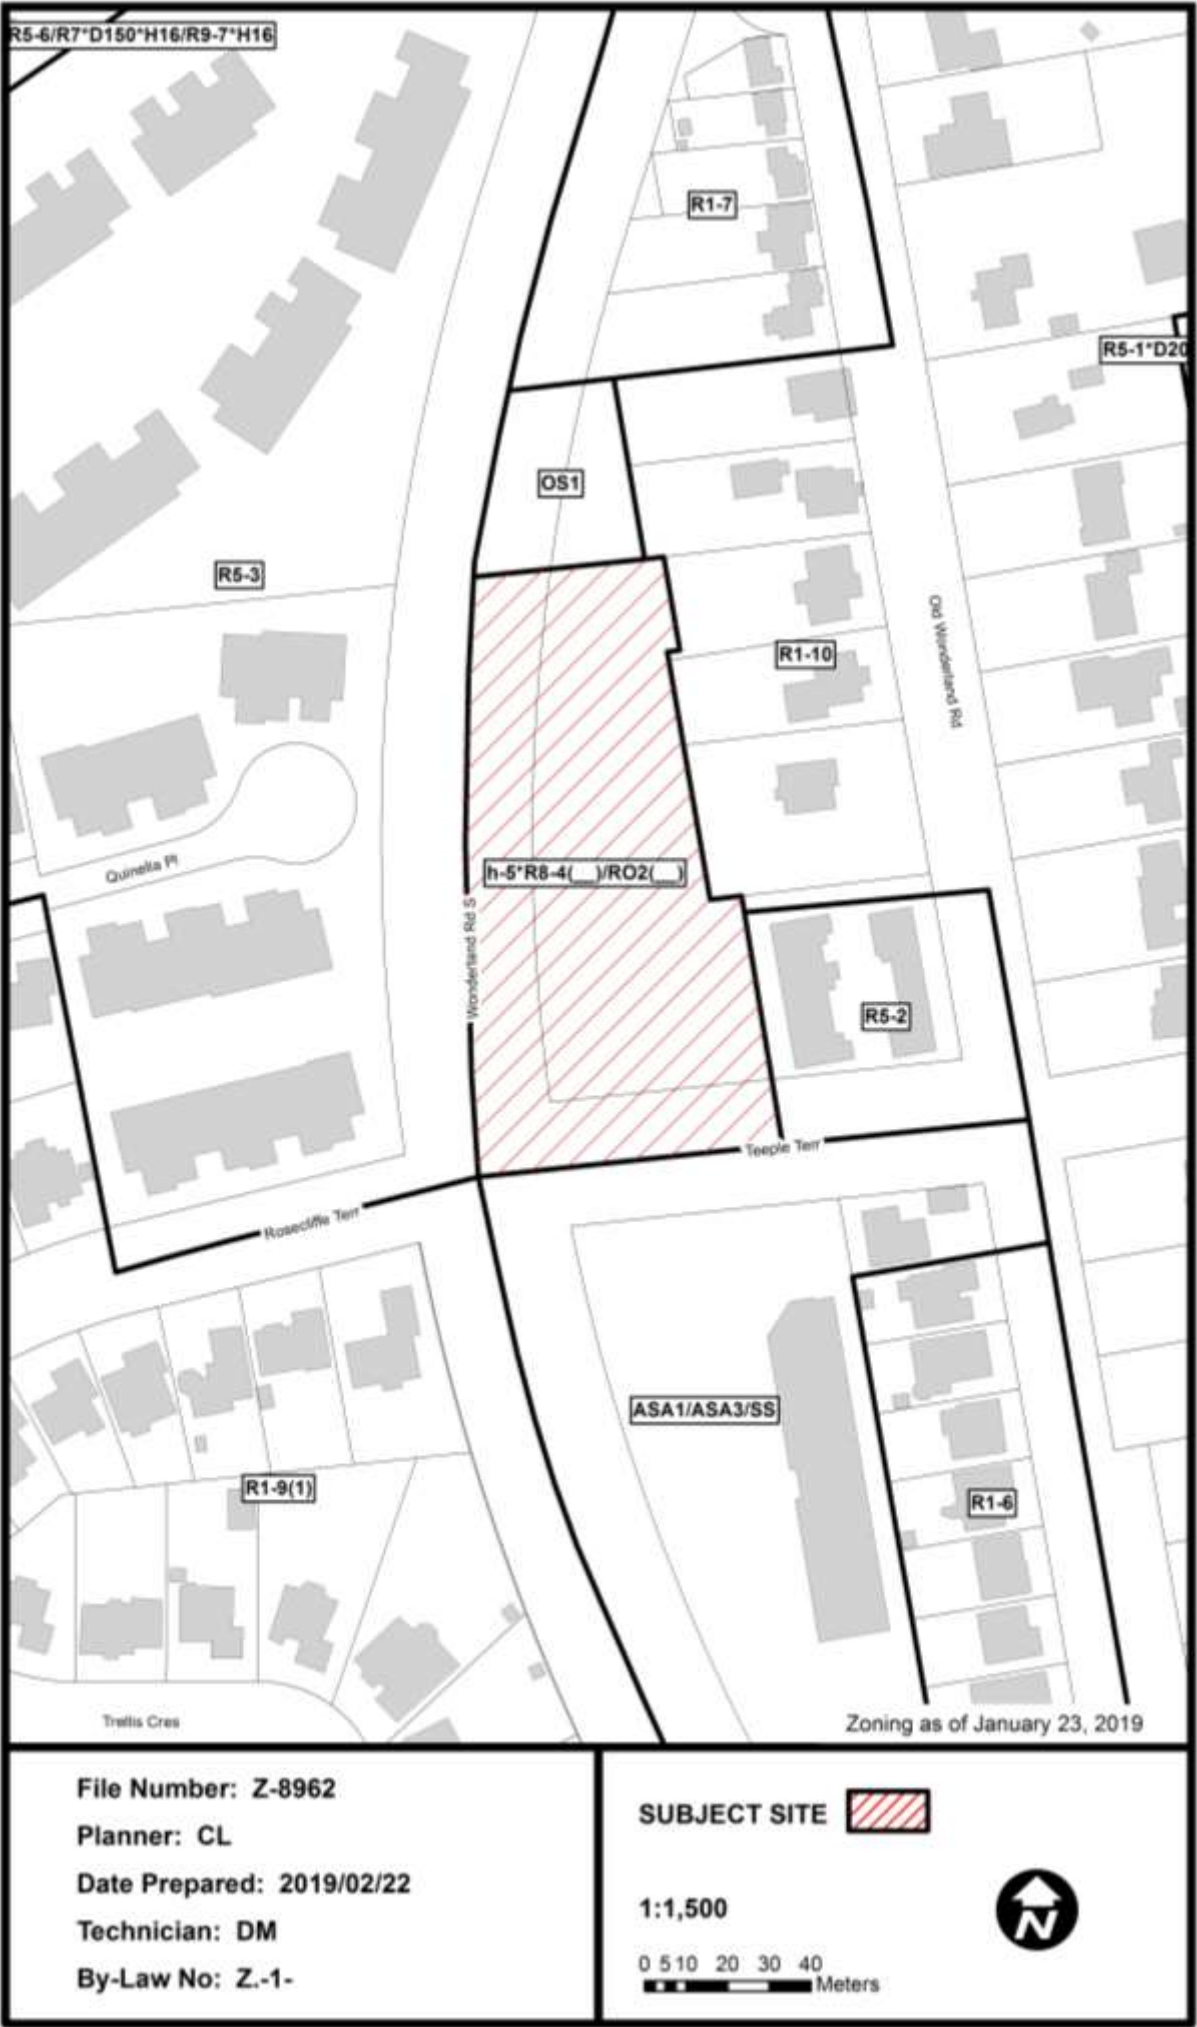 R5-6/R7*D150*H16/R9-7*H16
R1-7
R5-1*D20
OS1
R5-3
Old Wonderland Rd
R1-10
Quinella Pl
h-5*R8-4(__)/RO2(__)
Wonderland Rd S
R5-2
Teeple Terr
Rosecliffe Terr
ASA1/ASA3/SS
R1-9(1)
R1-6
Trellis Cres
Zoning as of January 23, 2019
File Number: Z-8962
Planner: CL
Date Prepared: 2019/02/22
Technician: DM
By-Law No: Z.-1-
SUBJECT SITE
1:1,500
N
0 5 10 20 30 40
Meters